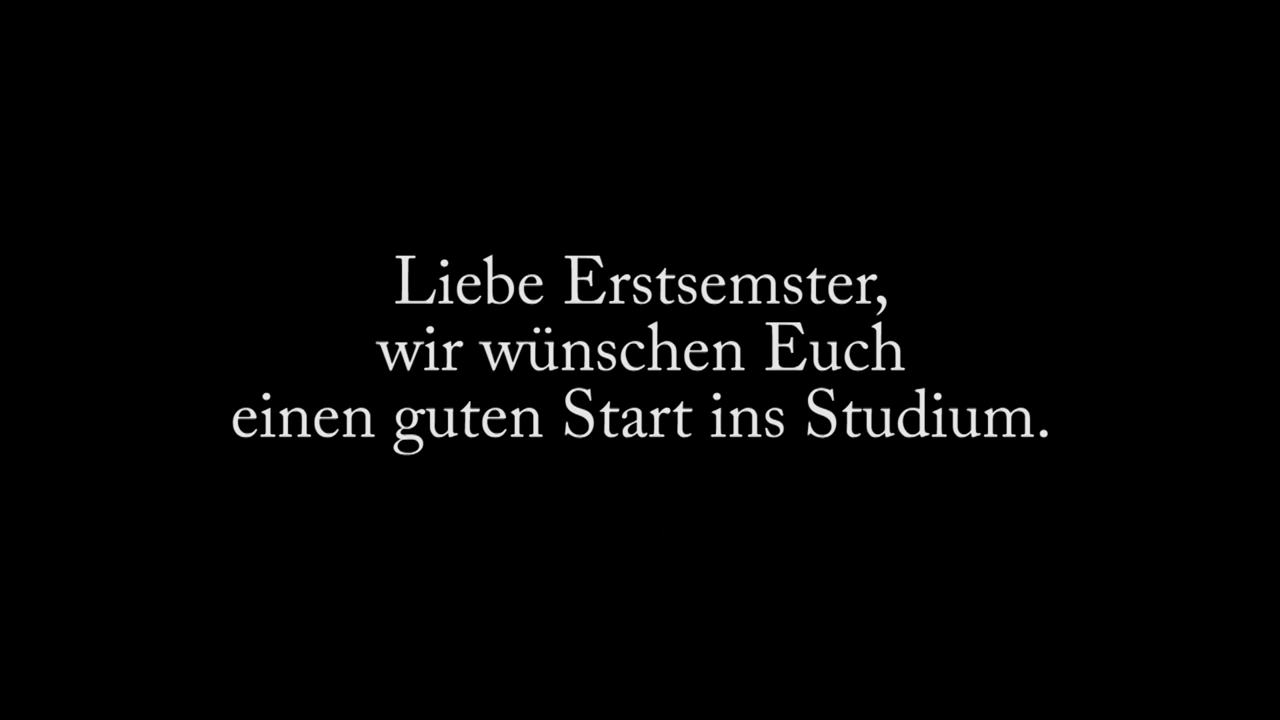 Liebe Erstsemster,
wir wünschen Euch
einen guten Start ins Studium.